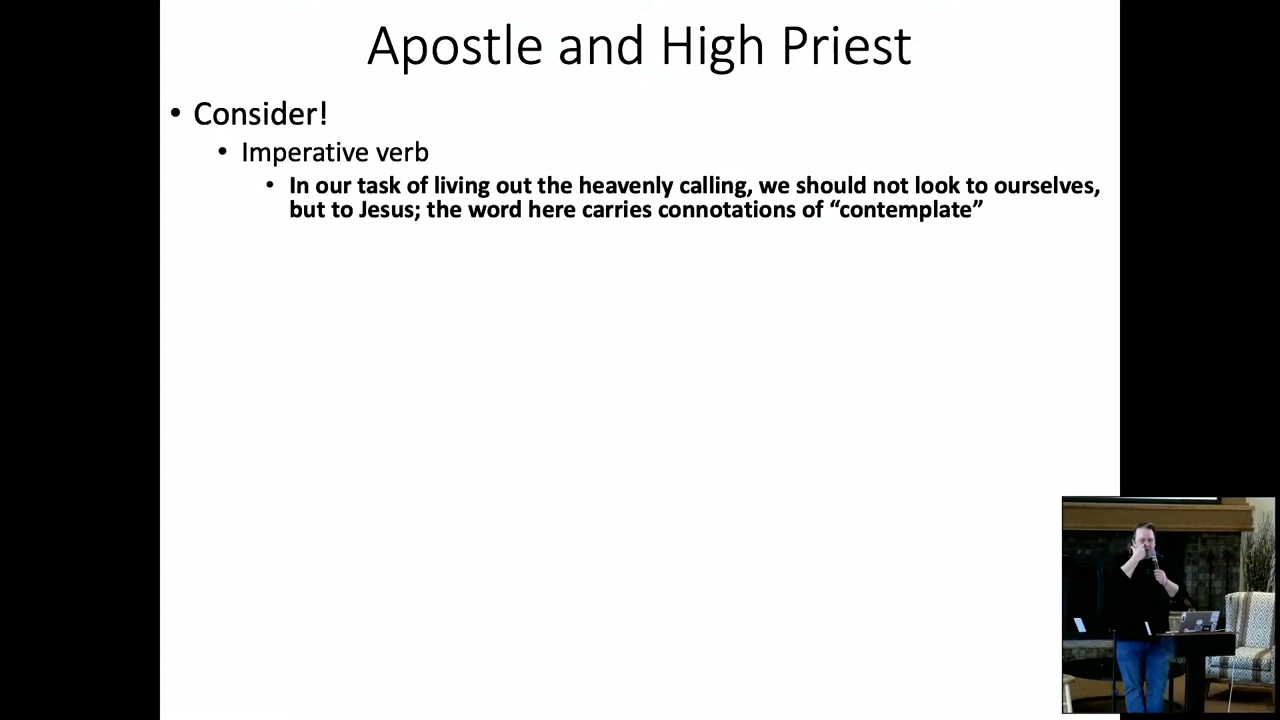 Apostle and High Priest
• Consider!
• Imperative verb
• In our task of living out the heavenly calling, we should not look to ourselves,
but to Jesus; the word here carries connotations of “contemplate”